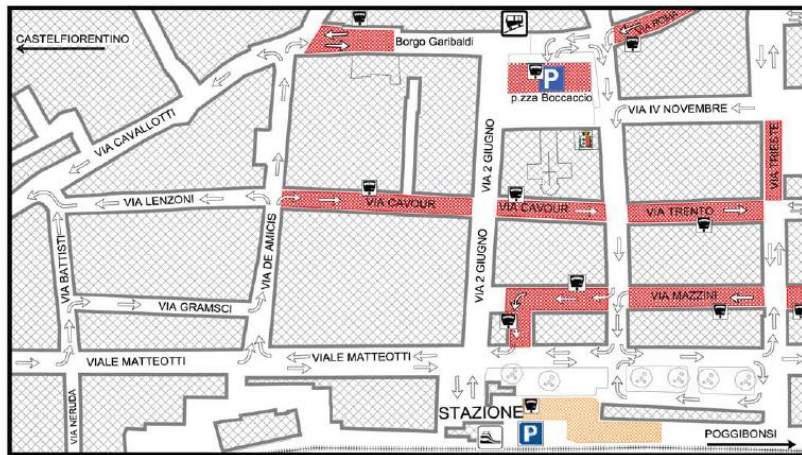 CASTELFIORENTINO
Borgo Garibaldi
VIA ROMA
P
p.zza Boccaccio
VIA IV NOVEMBRE
VIA CAVALLOTTI
VIA 2 GIUGNO
VIA TRIESTE
VIA LENZONI
VIA CAVOUR
VIA CAVOUR
VIA TRENTO
VIA BATTISTI
VIA DE AMICIS
VIA 2 GIUGNO
VIA GRAMSCI
VIA MAZZINI
VIALE MATTEOTTI
VIALE MATTEOTTI
VIA NERUDA
STAZIONE
P
POGGIBONSI